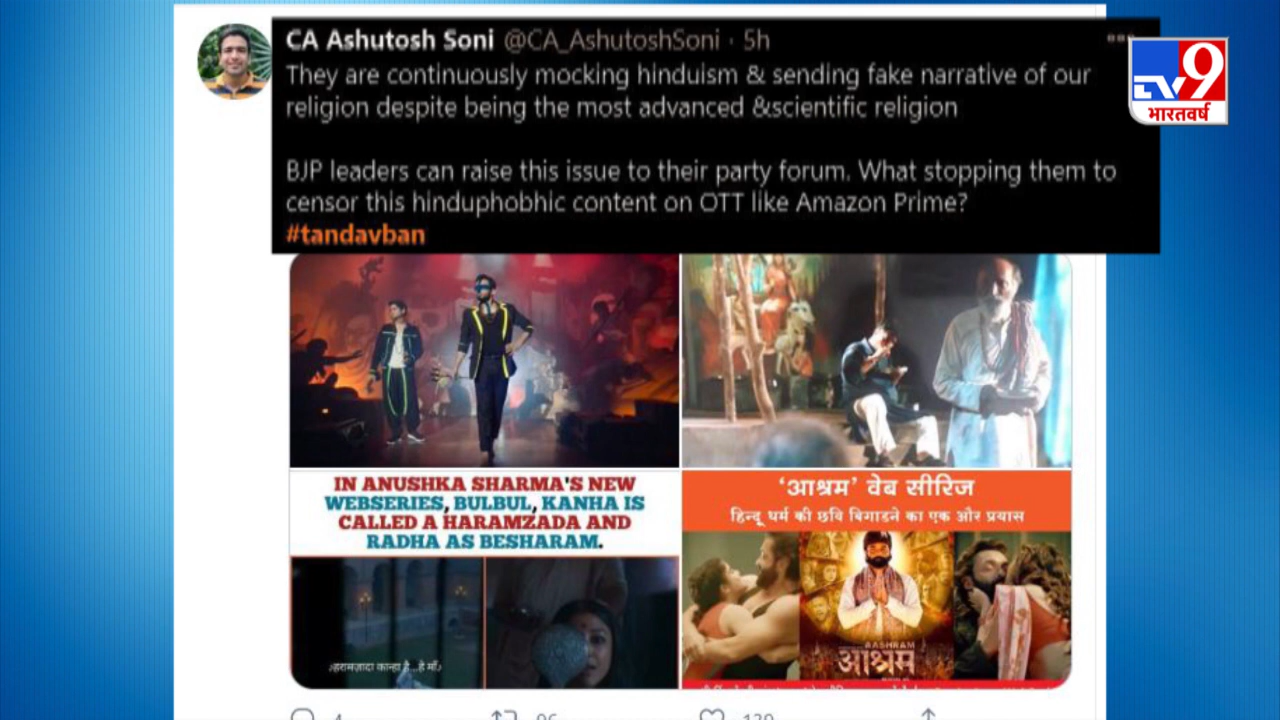 CA Ashutosh Soni @CA_AshutoshSoni · 5h
They are continuously mocking hinduism & sending fake narrative of our
religion despite being the most advanced &scientific religion
BJP leaders can raise this issue to their party forum. What stopping them to
censor this hinduphobhic content on OTT like Amazon Prime?
#tandavban
TV9
भारतवर्ष
IN ANUSHKA SHARMA'S NEW
WEBSERIES, BULBUL, KANHA IS
CALLED A HARAMZADA AND
RADHA AS BESHARAM.
♪हरामज़ादा कान्हा है...है माँ♪
‘आश्रम’ वेब सीरिज
हिन्दू धर्म की छवि बिगाडने का एक और प्रयास
AASHRAM
आश्रम